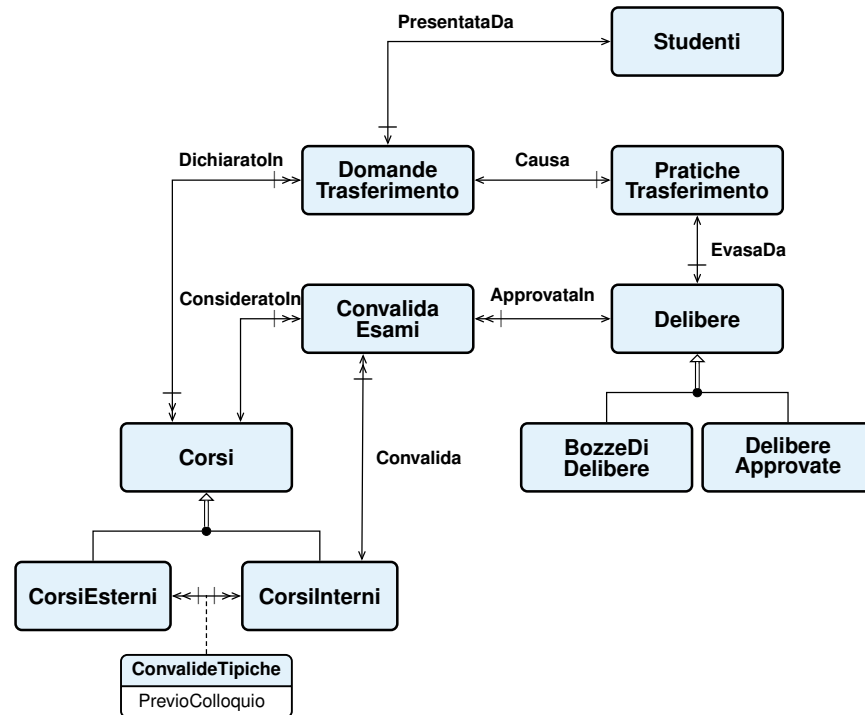 PresentataDa
Studenti
DichiaratoIn
Domande
Trasferimento
Causa
Pratiche
Trasferimento
EvasaDa
ConsideratoIn
Convalida
Esami
ApprovataIn
Delibere
Corsi
Convalida
BozzeDi
Delibere
Delibere
Approvate
CorsiEsterni
CorsiInterni
ConvalideTipiche
PrevioColloquio